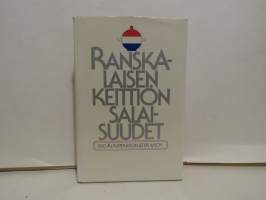 RANSKA-
LAISEN
KEITTIÖN
SALAI-
SUUDET